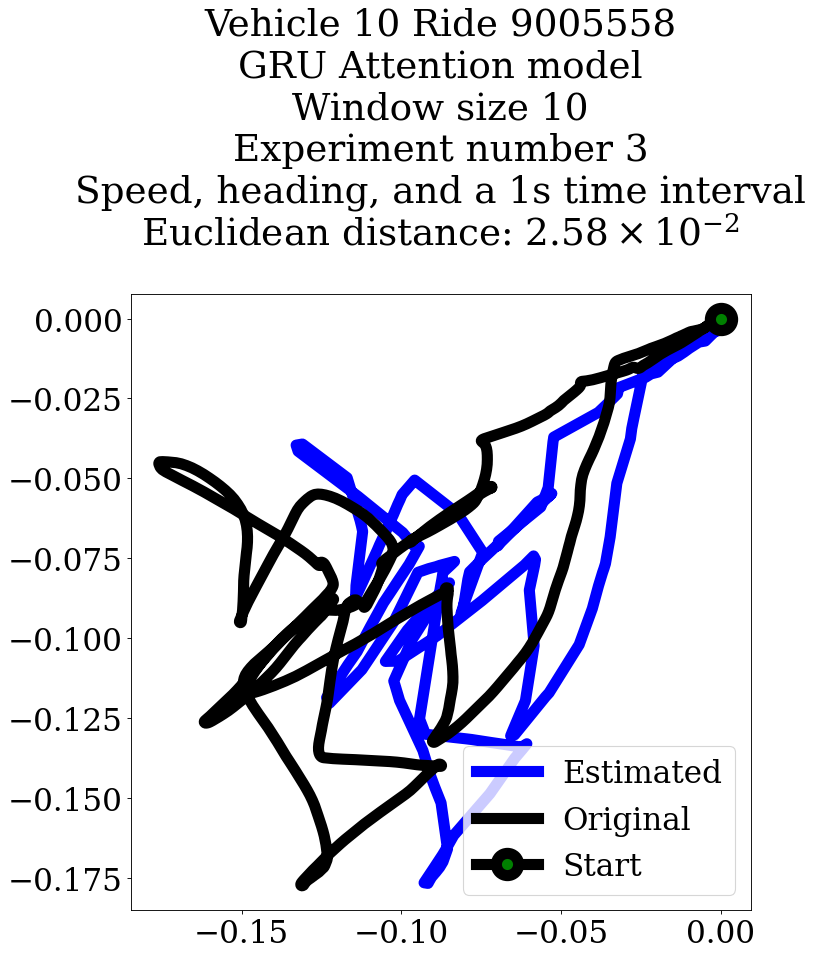 Vehicle 10 Ride 9005558
GRU Attention model
Window size 10
Experiment number 3
Speed, heading, and a 1s time interval
Euclidean distance: 2.58 × 10⁻²
0.000
−0.025
−0.050
−0.075
−0.100
−0.125
−0.150
−0.175
Estimated
Original
Start
−0.15 −0.10 −0.05 0.00